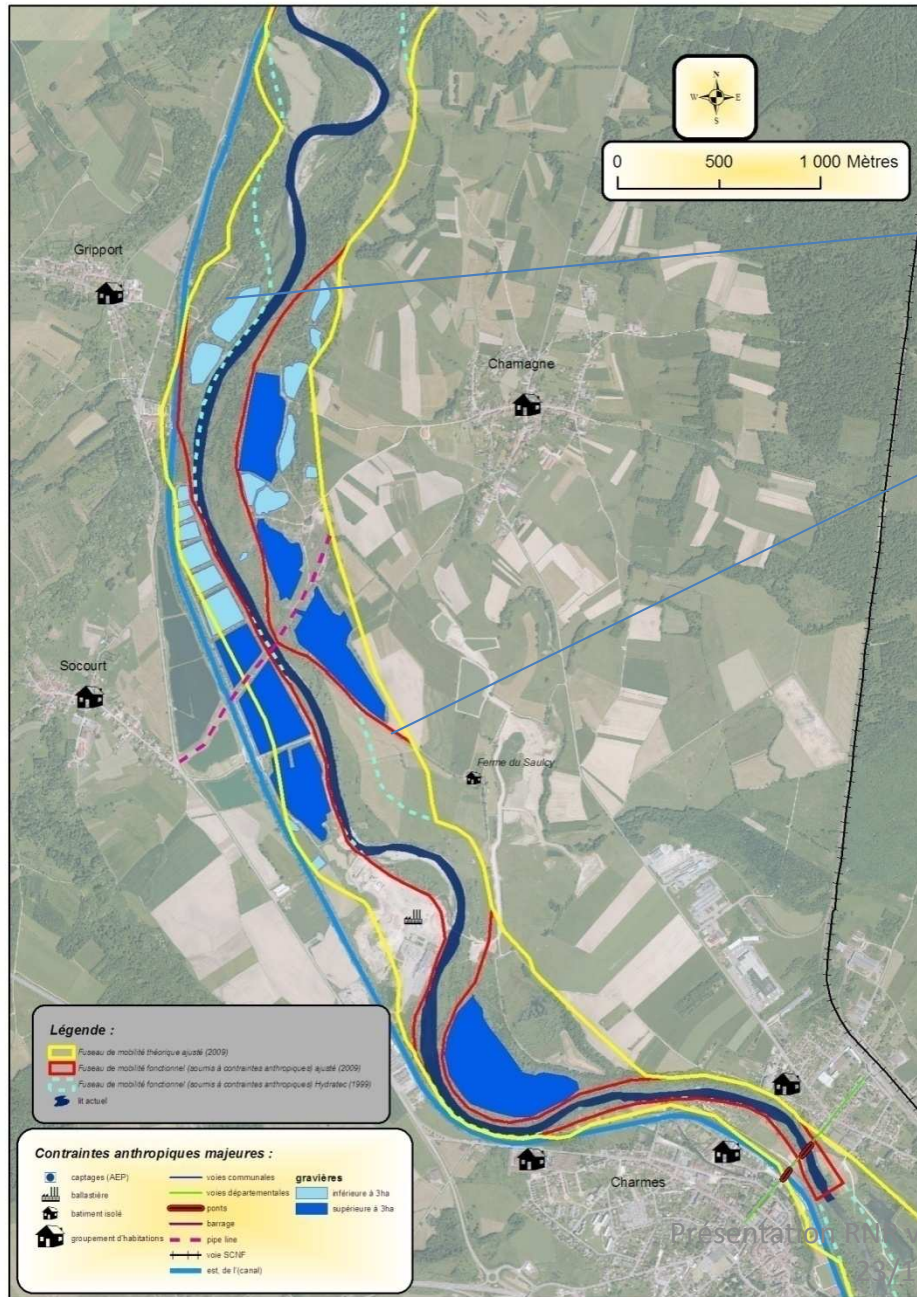 N
W E
S
0 500 1 000 Mètres
Gripport
Chamagne
Socourt
Ferme du Saulcy
Charmes
Légende :
Fuseau de mobilité théorique ajusté (2009)
Fuseau de mobilité fonctionnel (soumis à contraintes anthropiques) ajusté (2009)
Fuseau de mobilité fonctionnel (soumis à contraintes anthropiques) Hydratec (1999)
lit actuel
Contraintes anthropiques majeures :
captages (AEP)
ballastière
batiment isolé
groupement d'habitations
voies communales
voies départementales
ponts
barrage
pipe line
voie SCNF
est. de l'(canal)
gravières
inférieure à 3ha
supérieure à 3ha
Présentation